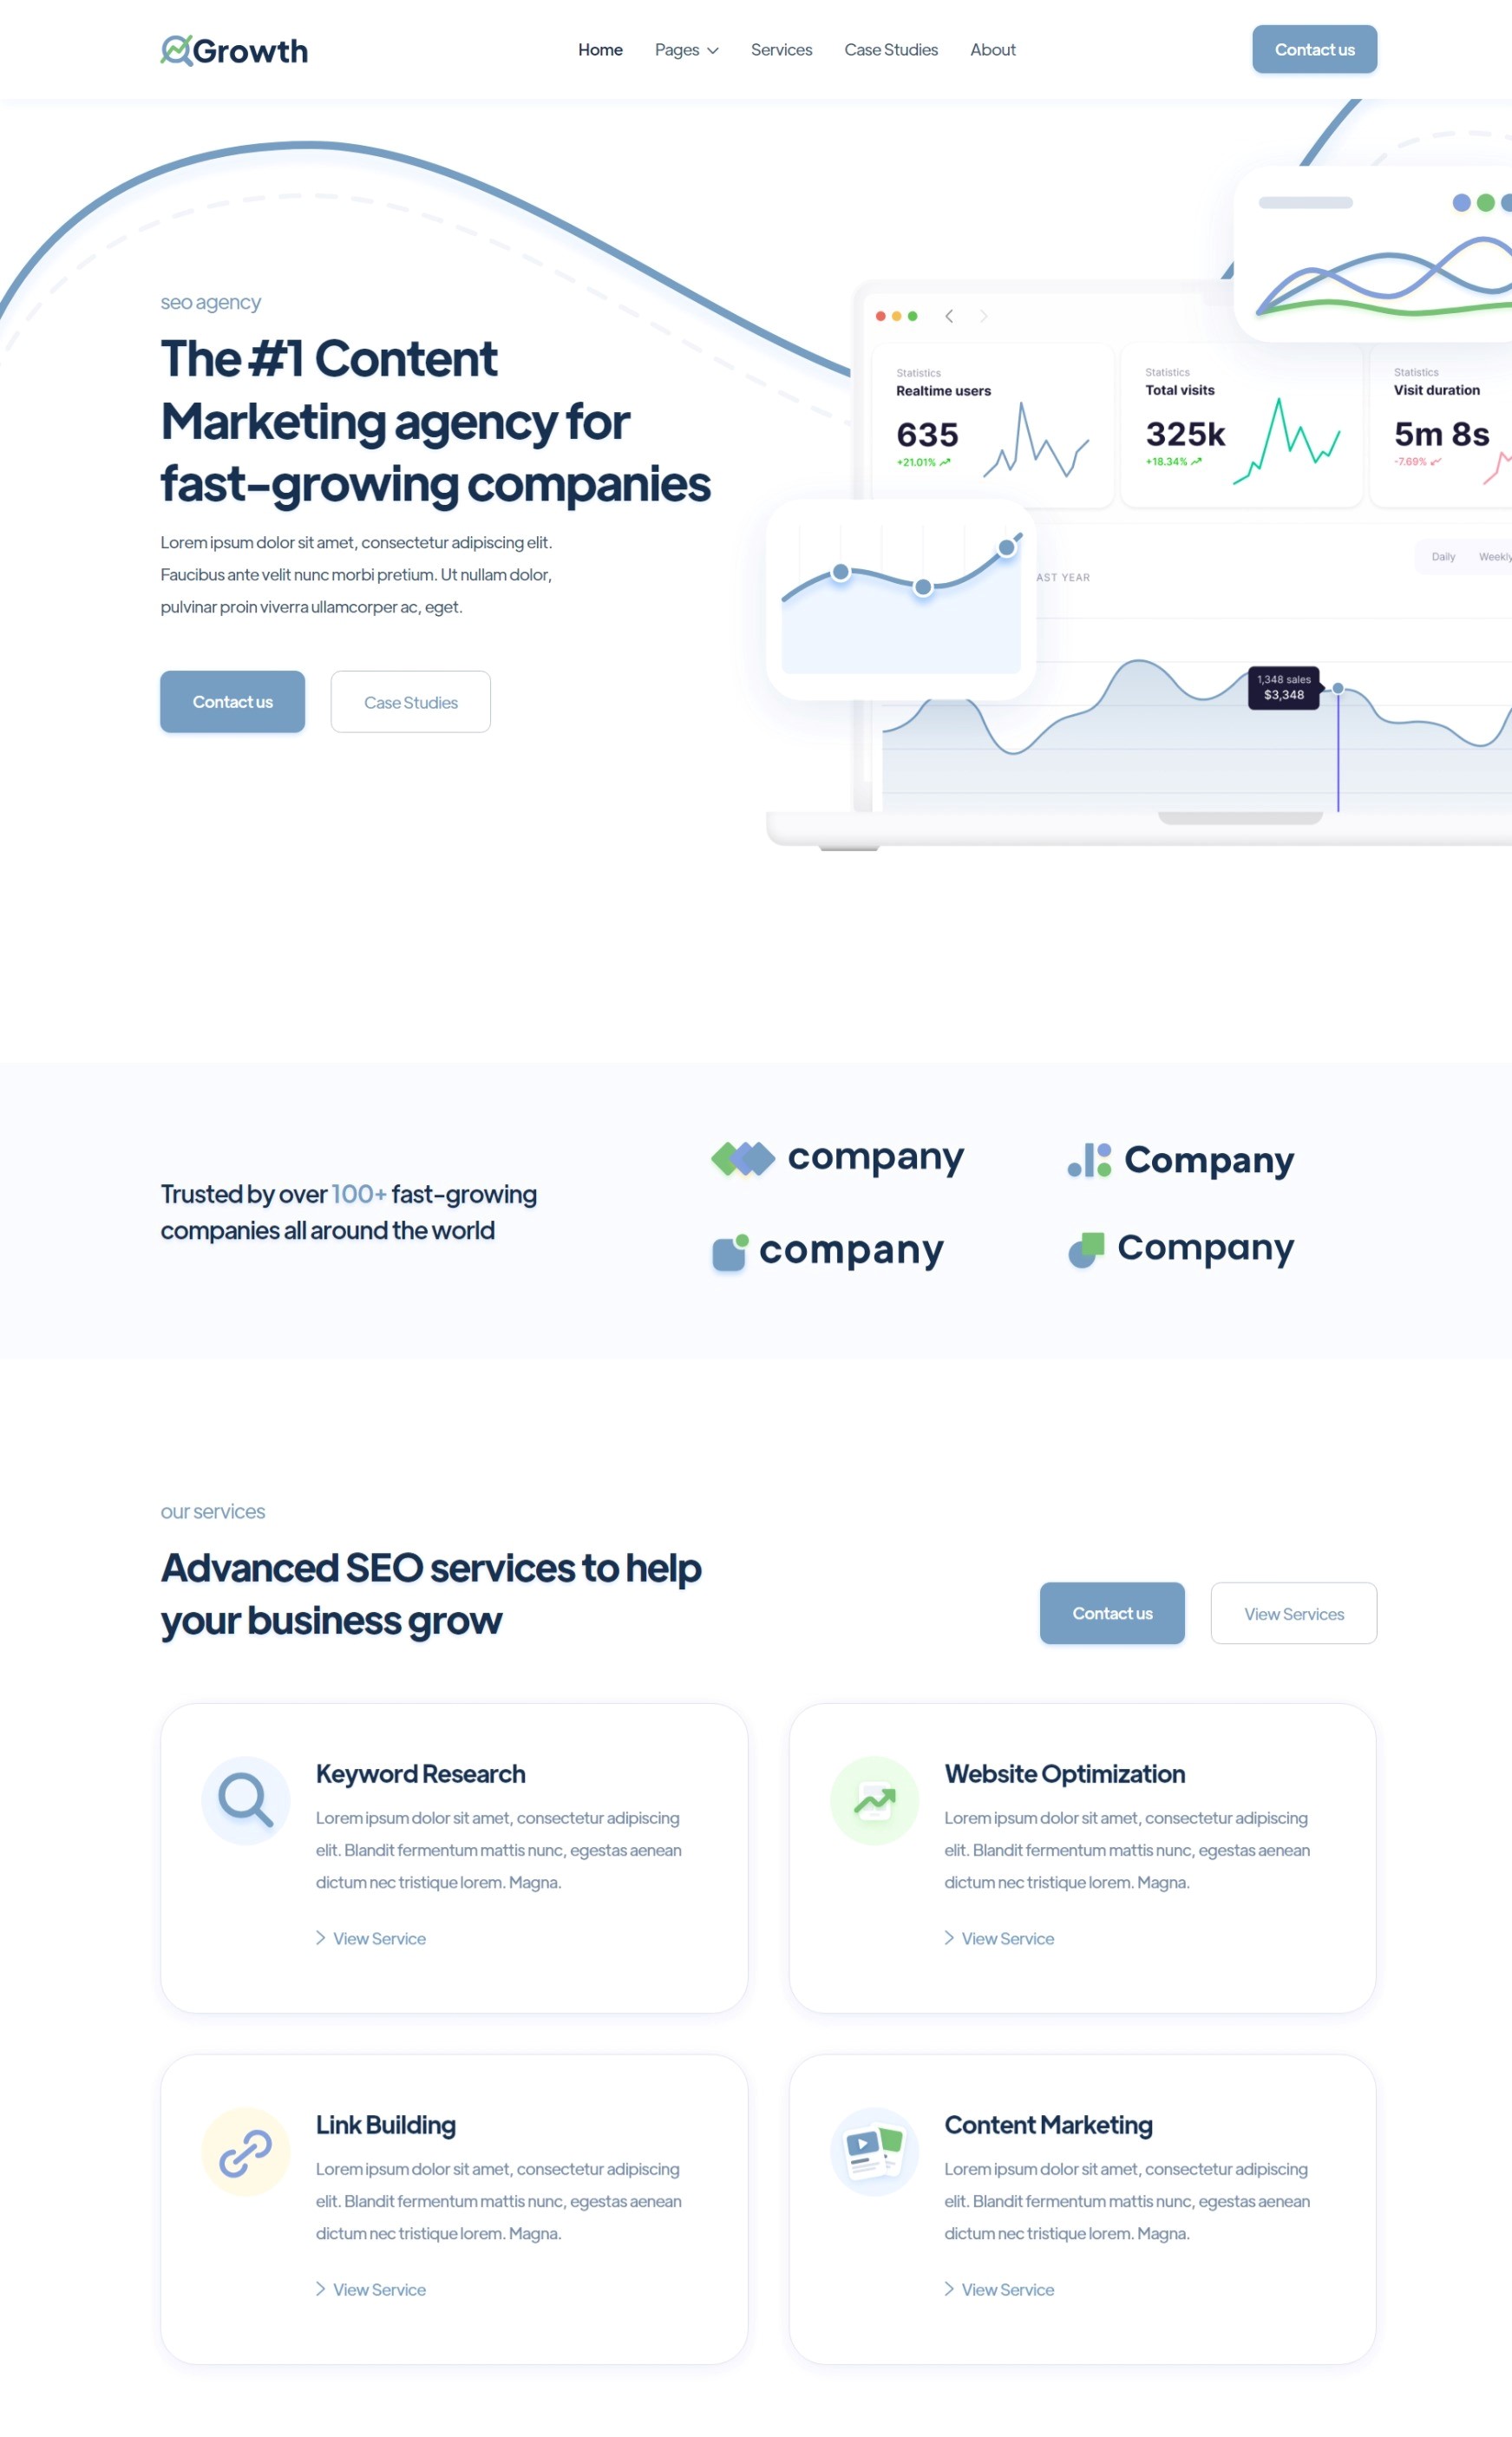 Growth
Home
Pages
Services
Case Studies
About
Contact us
seo agency
The #1 Content
Marketing agency for
fast-growing companies
Lorem ipsum dolor sit amet, consectetur adipiscing elit.
Faucibus ante velit nunc morbi pretium. Ut nullam dolor,
pulvinar proin viverra ullamcorper ac, eget.
Contact us
Case Studies
Statistics
Realtime users
635
+21.01%
Statistics
Total visits
325k
+18.34%
Statistics
Visit duration
5m 8s
-7.69%
Daily
Weekly
AST YEAR
1,348 sales
$3,348
Trusted by over 100+ fast-growing
companies all around the world
company
Company
company
Company
our services
Advanced SEO services to help
your business grow
Contact us
View Services
Keyword Research
Lorem ipsum dolor sit amet, consectetur adipiscing
elit. Blandit fermentum mattis nunc, egestas aenean
dictum nec tristique lorem. Magna.
View Service
Website Optimization
Lorem ipsum dolor sit amet, consectetur adipiscing
elit. Blandit fermentum mattis nunc, egestas aenean
dictum nec tristique lorem. Magna.
View Service
Link Building
Lorem ipsum dolor sit amet, consectetur adipiscing
elit. Blandit fermentum mattis nunc, egestas aenean
dictum nec tristique lorem. Magna.
View Service
Content Marketing
Lorem ipsum dolor sit amet, consectetur adipiscing
elit. Blandit fermentum mattis nunc, egestas aenean
dictum nec tristique lorem. Magna.
View Service